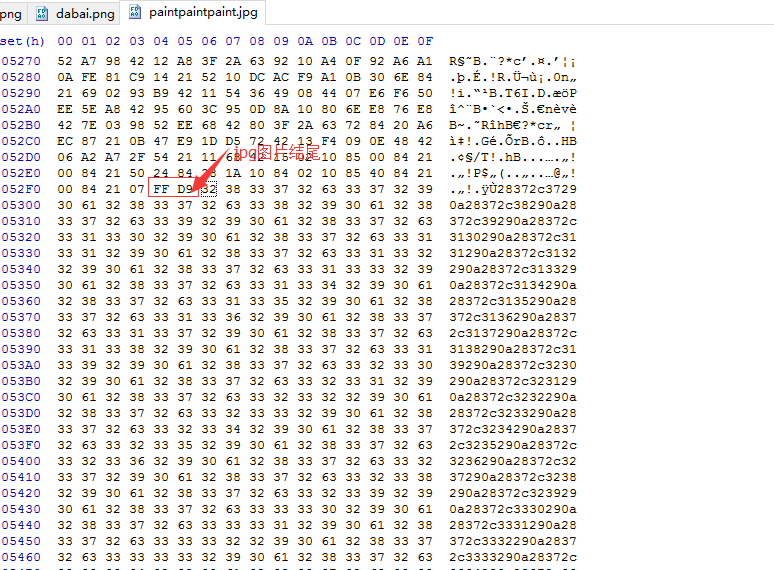 png dabai.png paintpaintpaint.jpg
set(h) 00 01 02 03 04 05 06 07 08 09 0A 0B 0C 0D 0E 0F
05270 52 A7 98 42 12 A8 3F 2A 63 92 10 A4 0F 92 A6 A1 R§˜B.¨?*c’.¤.’¦¡
05280 0A FE 81 C9 14 21 52 10 DC AC F9 A1 0B 30 6E 84 .þ.É.!R.Ü¬ù¡.0n„
05290 21 69 02 93 B9 42 11 54 36 49 08 44 07 E6 F6 50 !i.“¹B.T6I.D.æöP
052A0 EE 5E A8 42 95 60 3C 95 0D 8A 10 80 6E E8 76 E8 î^¨B•`<•.Š.€nèvè
052B0 42 7E 03 98 52 EE 68 42 80 3F 2A 63 72 84 20 A6 B~.˜RîhB€?*cr„ ¦
052C0 EC 87 21 0B 47 E9 1D D5 72 42 13 F4 09 0E 48 42 ì‡!.Gé.ÕrB.ô..HB
jpg图片结尾
052D0 06 A2 A7 2F 54 21 11 68 42 10 02 10 85 00 84 21 .¢§/T!.hB...….„!
052E0 00 84 21 50 24 84 28 1A 10 84 02 10 85 40 84 21 .„!P$„(..„..…@„!
052F0 00 84 21 07 FF D9 32 38 33 37 32 63 33 37 32 39 .„!.ÿÙ28372c3729
05300 30 61 32 38 33 37 32 63 33 38 32 39 30 61 32 38 0a28372c38290a28
05310 33 37 32 63 33 39 32 39 30 61 32 38 33 37 32 63 372c39290a28372c
05320 33 31 33 30 32 39 30 61 32 38 33 37 32 63 33 31 3130290a28372c31
05330 33 31 32 39 30 61 32 38 33 37 32 63 33 31 33 32 31290a28372c3132
05340 32 39 30 61 32 38 33 37 32 63 33 31 33 33 32 39 290a28372c313329
05350 30 61 32 38 33 37 32 63 33 31 33 34 32 39 30 61 0a28372c3134290a
05360 32 38 33 37 32 63 33 31 33 35 32 39 30 61 32 38 28372c3135290a28
05370 33 37 32 63 33 31 33 36 32 39 30 61 32 38 33 37 372c3136290a2837
05380 32 63 33 31 33 37 32 39 30 61 32 38 33 37 32 63 2c3137290a28372c
05390 33 31 33 38 32 39 30 61 32 38 33 37 32 63 33 31 3138290a28372c31
053A0 33 39 32 39 30 61 32 38 33 37 32 63 33 32 33 30 39290a28372c3230
053B0 32 39 30 61 32 38 33 37 32 63 33 32 33 31 32 39 290a28372c323129
053C0 30 61 32 38 33 37 32 63 33 32 33 32 32 39 30 61 0a28372c3232290a
053D0 32 38 33 37 32 63 33 32 33 33 32 39 30 61 32 38 28372c3233290a28
053E0 33 37 32 63 33 32 33 34 32 39 30 61 32 38 33 37 372c3234290a2837
053F0 32 63 33 32 33 35 32 39 30 61 32 38 33 37 32 63 2c3235290a28372c
05400 33 32 33 36 32 39 30 61 32 38 33 37 32 63 33 32 3236290a28372c32
05410 33 37 32 39 30 61 32 38 33 37 32 63 33 32 33 38 37290a28372c3238
05420 32 39 30 61 32 38 33 37 32 63 33 32 33 39 32 39 290a28372c323929
05430 30 61 32 38 33 37 32 63 33 33 33 30 32 39 30 61 0a28372c3330290a
05440 32 38 33 37 32 63 33 33 33 31 32 39 30 61 32 38 28372c3331290a28
05450 33 37 32 63 33 33 33 32 32 39 30 61 32 38 33 37 372c3332290a2837
05460 32 63 33 33 33 33 32 39 30 61 32 38 33 37 32 63 2c3333290a28372c